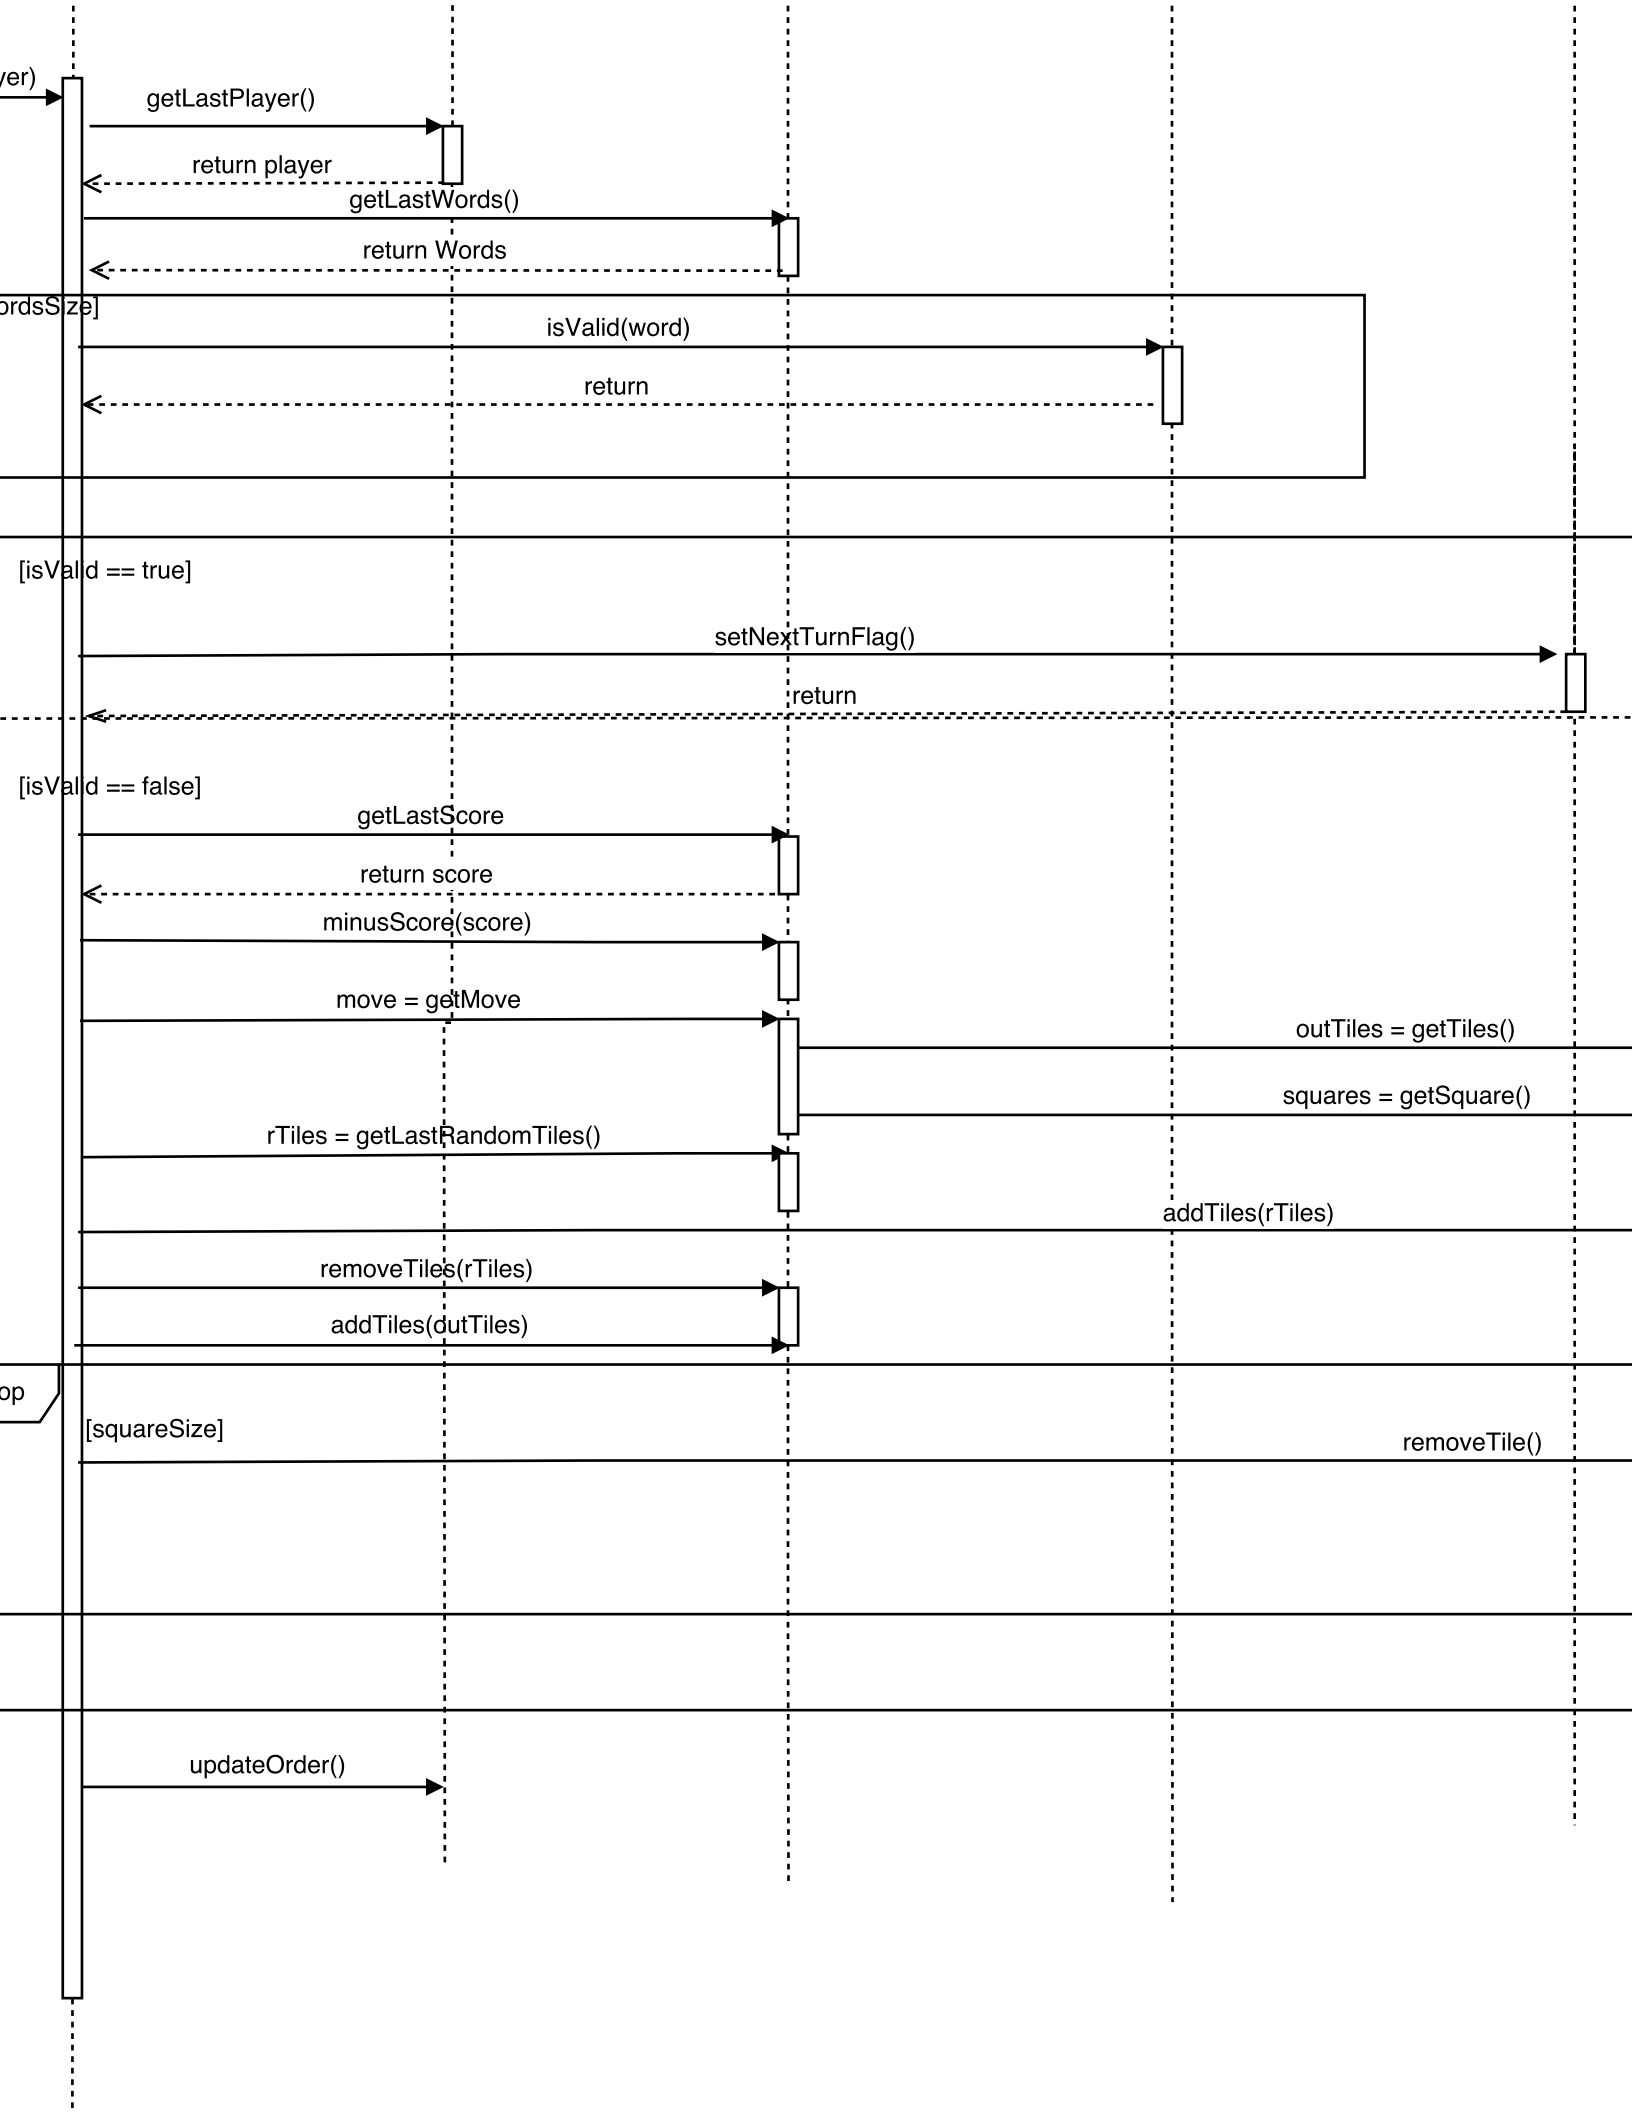 yer)
getLastPlayer()
return player
getLastWords()
return Words
ordsSize]
isValid(word)
return
[isValid == true]
setNextTurnFlag()
return
[isValid == false]
getLastScore
return score
minusScore(score)
move = getMove
outTiles = getTiles()
squares = getSquare()
rTiles = getLastRandomTiles()
addTiles(rTiles)
removeTiles(rTiles)
addTiles(outTiles)
op
[squareSize]
removeTile()
updateOrder()